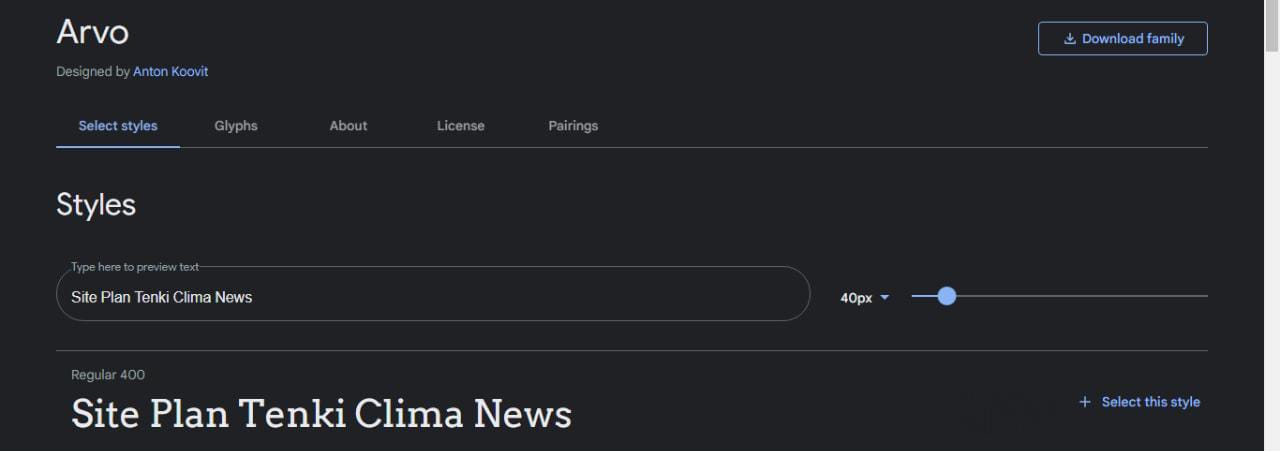 Arvo
Download family
Designed by Anton Koovit
Select styles Glyphs About License Pairings
Styles
Type here to preview text
Site Plan Tenki Clima News
40px
Regular 400
Site Plan Tenki Clima News
+ Select this style